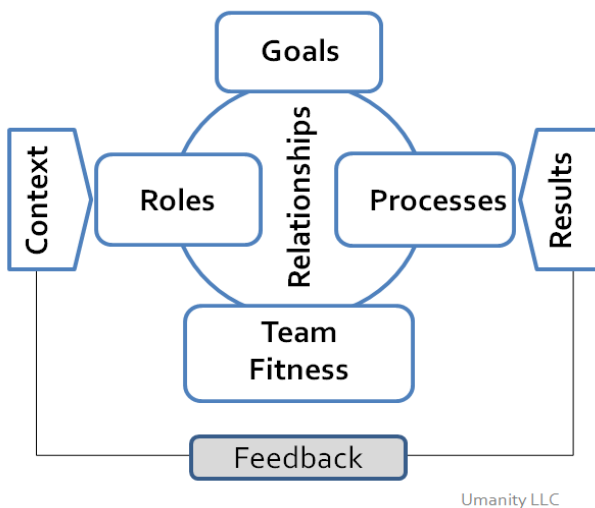 Goals
Context
Roles
Relationships
Processes
Results
Team
Fitness
Feedback
Umanity LLC